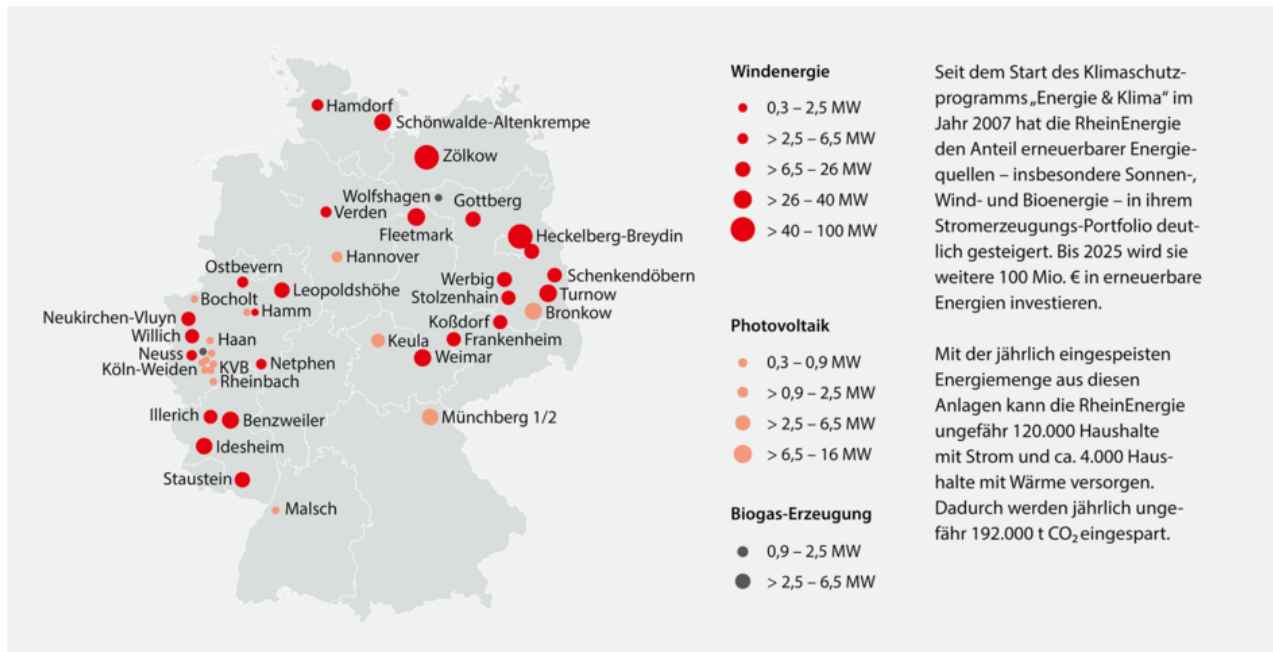 Hamdorf
Schönwalde-Altenkrempe
Zölkow
Wolfshagen
Gottberg
Verden
Fleetmark
Heckelberg-Breydin
Hannover
Ostbevern
Werbig
Schenkendöbern
Leopoldshöhe
Stolzenhain
Turnow
Bocholt
Hamm
Bronkow
Neukirchen-Vluyn
Koßdorf
Willich
Haan
Keula
Frankenheim
Neuss
Weimar
Köln-Weiden
KVB
Netphen
Rheinbach
Illerich
Benzweiler
Münchberg 1/2
Idesheim
Staustein
Malsch
Windenergie
0,3 – 2,5 MW
> 2,5 – 6,5 MW
> 6,5 – 26 MW
> 26 – 40 MW
> 40 – 100 MW
Photovoltaik
0,3 – 0,9 MW
> 0,9 – 2,5 MW
> 2,5 – 6,5 MW
> 6,5 – 16 MW
Biogas-Erzeugung
0,9 – 2,5 MW
> 2,5 – 6,5 MW
Seit dem Start des Klimaschutz-
programms „Energie & Klima“ im
Jahr 2007 hat die RheinEnergie
den Anteil erneuerbarer Energie-
quellen – insbesondere Sonnen-,
Wind- und Bioenergie – in ihrem
Stromerzeugungs-Portfolio deut-
lich gesteigert. Bis 2025 wird sie
weitere 100 Mio. € in erneuerbare
Energien investieren.
Mit der jährlich eingespeisten
Energiemenge aus diesen
Anlagen kann die RheinEnergie
ungefähr 120.000 Haushalte
mit Strom und ca. 4.000 Haus-
halte mit Wärme versorgen.
Dadurch werden jährlich unge-
fähr 192.000 t CO₂ eingespart.